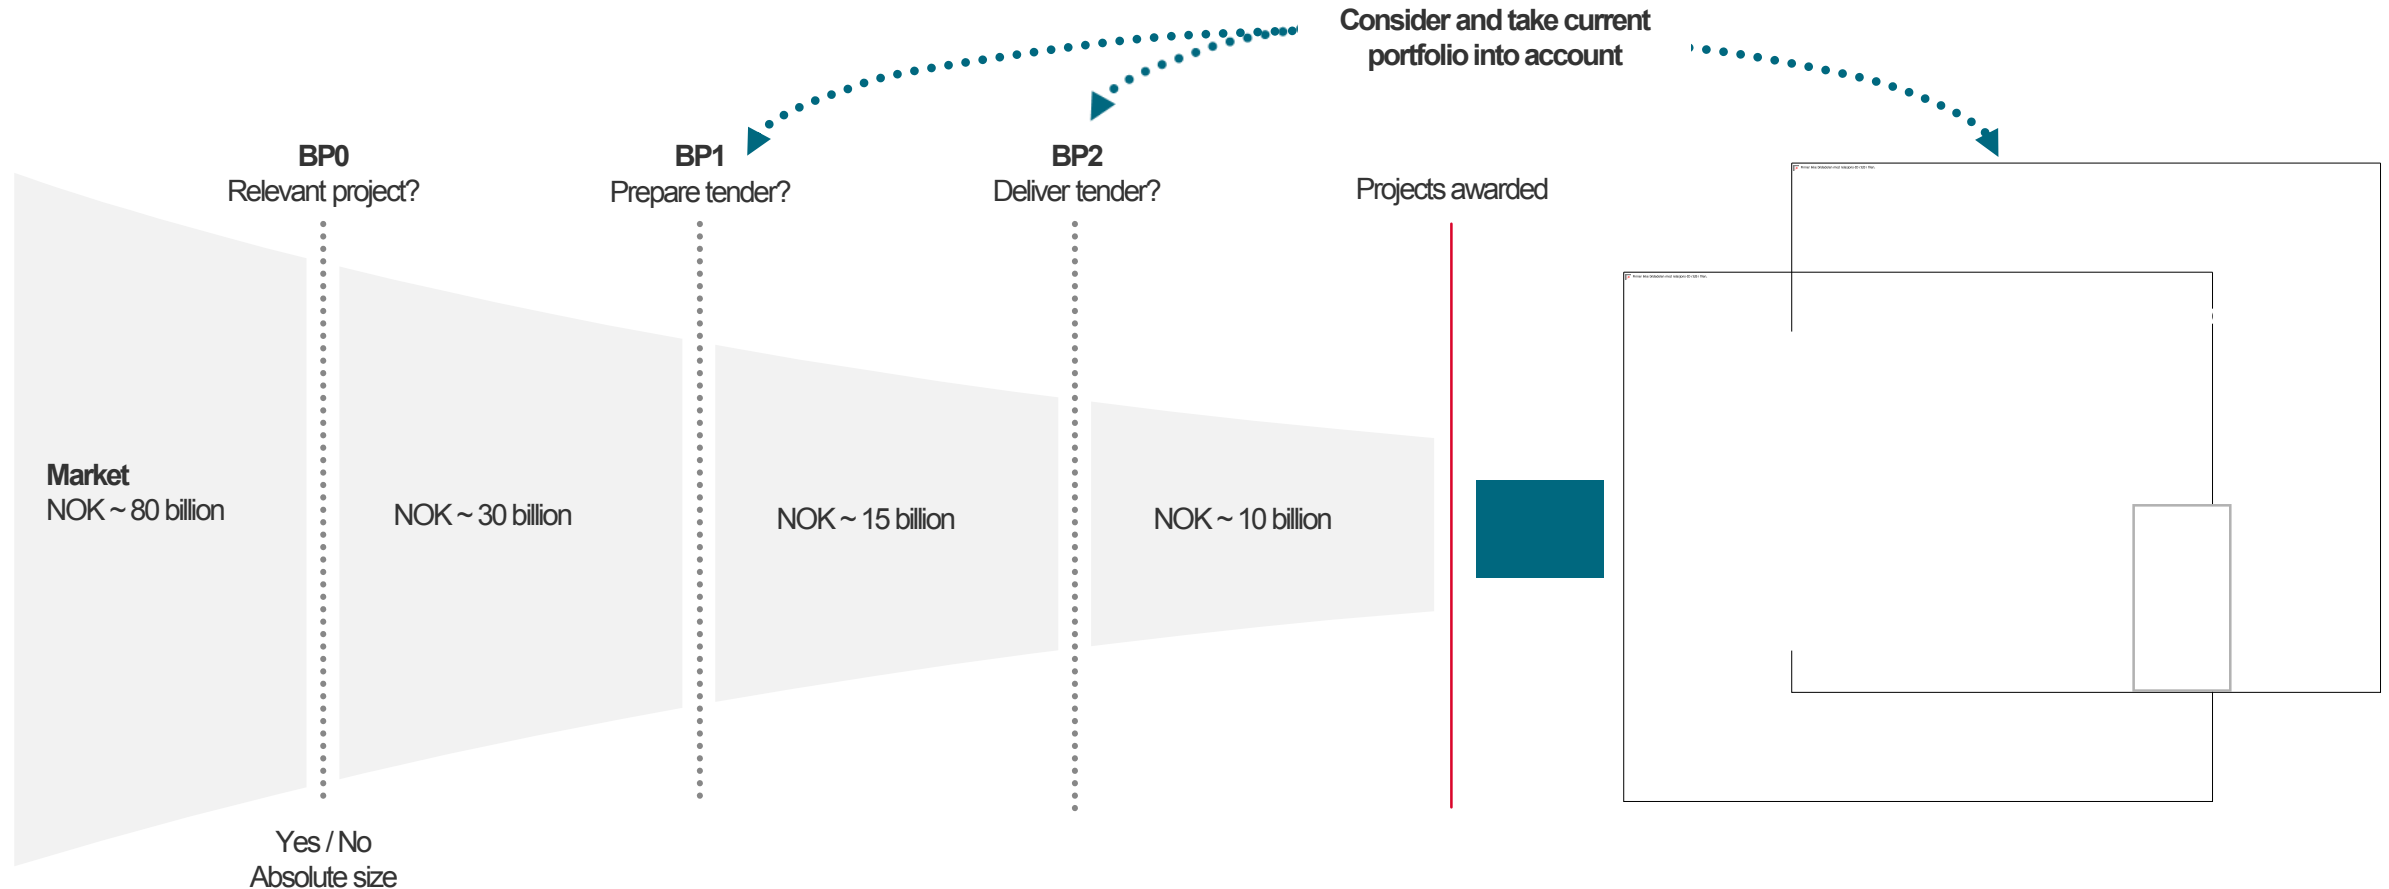 Consider and take current
portfolio into account
BP0
Relevant project?
BP1
Prepare tender?
BP2
Deliver tender?
Projects awarded
Market
NOK ~ 80 billion
NOK ~ 30 billion
NOK ~ 15 billion
NOK ~ 10 billion
Yes / No
Absolute size